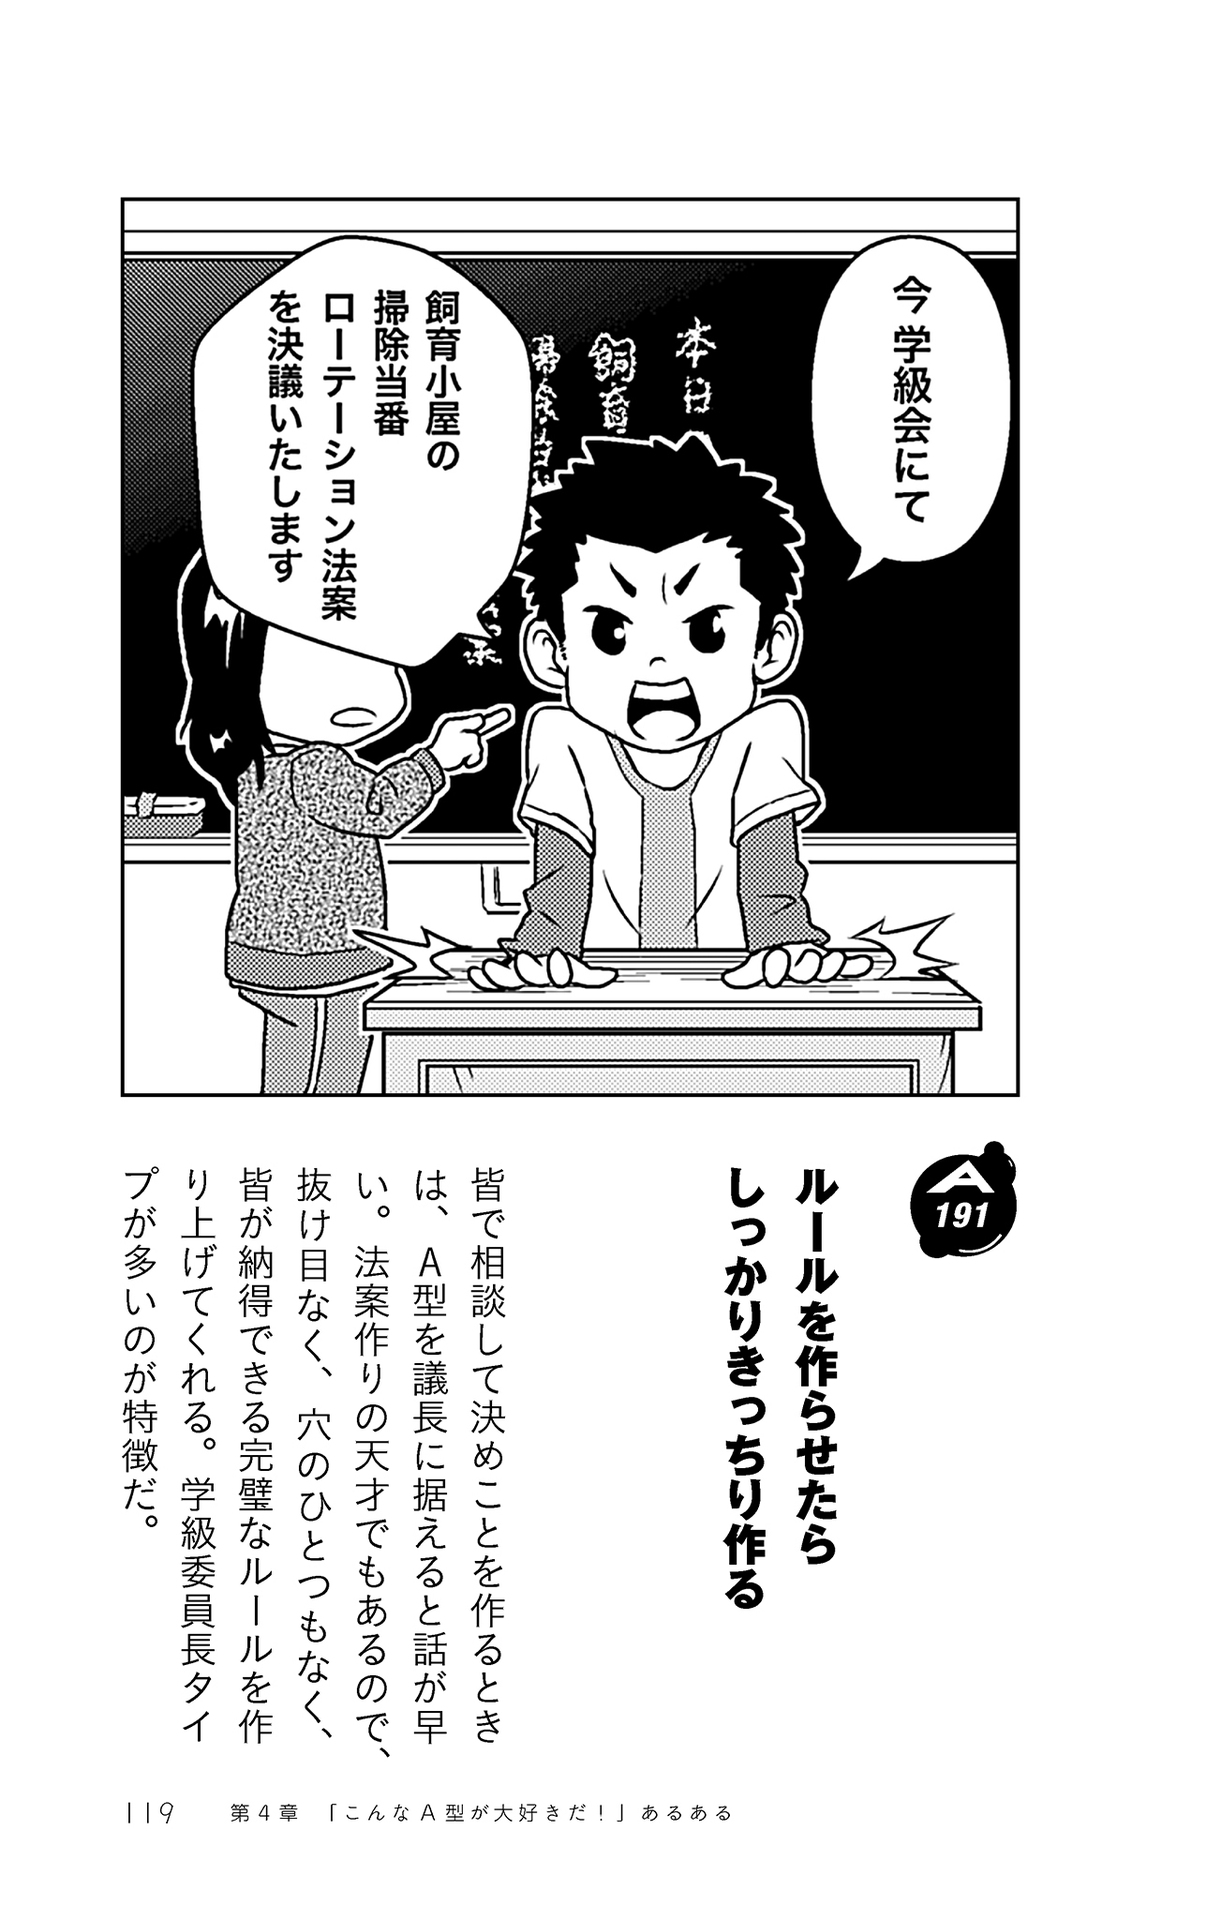 今 学級会にて
飼育小屋の
掃除当番
ローテーション法案
を決議いたします
本日
飼育
A
191
ルールを作らせたら
しっかりきっちり作る
皆で相談して決めことを作るとき
は、A型を議長に据えると話が早
い。法案作りの天才でもあるので、
抜け目なく、穴のひとつもなく、
皆が納得できる完璧なルールを作
り上げてくれる。学級委員長タイ
プが多いのが特徴だ。
119 第4章 「こんなA型が大好きだ！」あるある